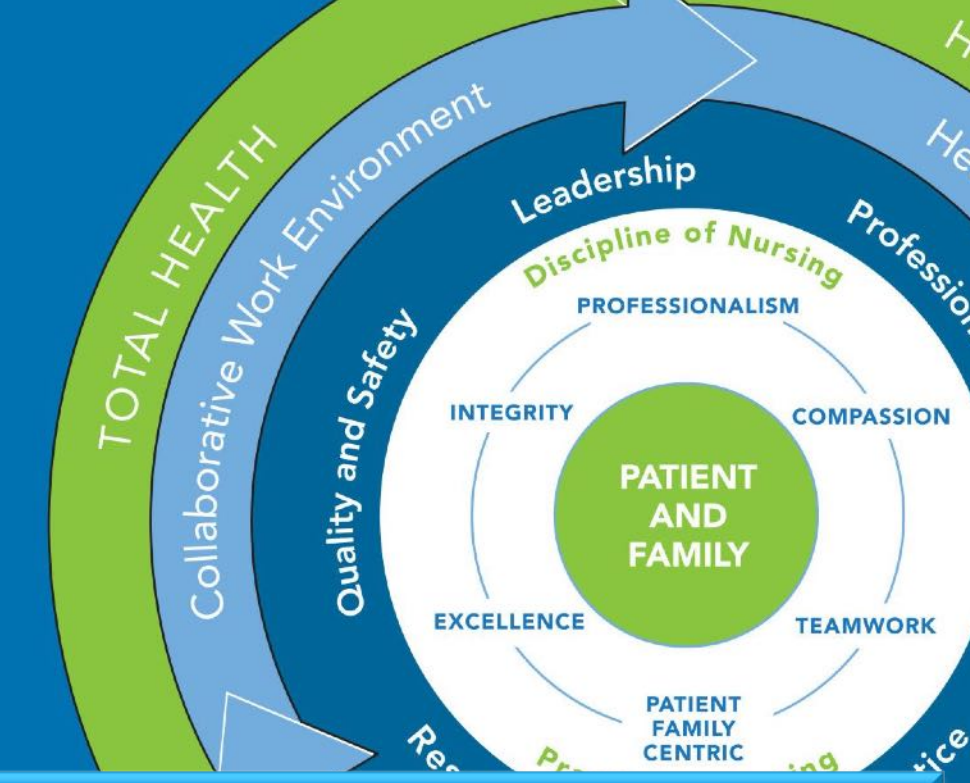 TOTAL HEALTH
Collaborative Work Environment
Leadership
Quality and Safety
Discipline of Nursing
PROFESSIONALISM
INTEGRITY
COMPASSION
PATIENT
AND
FAMILY
EXCELLENCE
TEAMWORK
PATIENT
FAMILY
CENTRIC